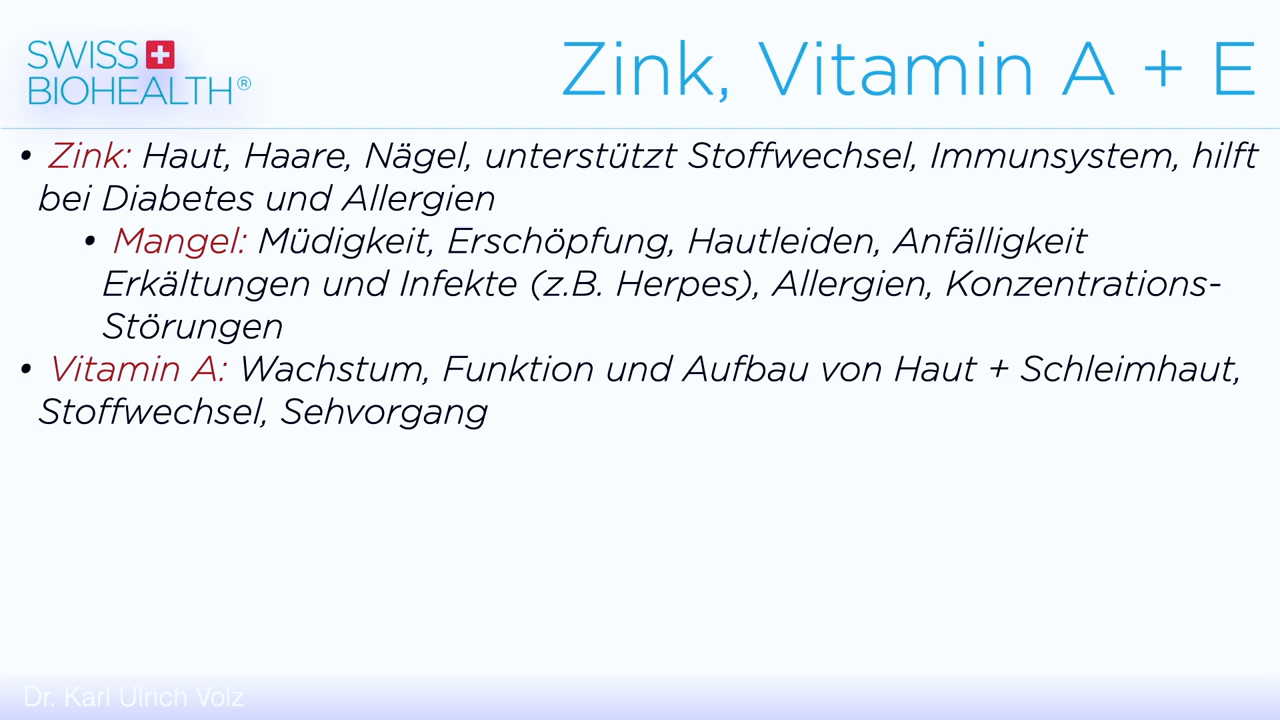 SWISS
BIOHEALTH®
Zink, Vitamin A + E
• Zink: Haut, Haare, Nägel, unterstützt Stoffwechsel, Immunsystem, hilft
bei Diabetes und Allergien
• Mangel: Müdigkeit, Erschöpfung, Hautleiden, Anfälligkeit
Erkältungen und Infekte (z.B. Herpes), Allergien, Konzentrations-
Störungen
• Vitamin A: Wachstum, Funktion und Aufbau von Haut + Schleimhaut,
Stoffwechsel, Sehvorgang
Dr. Karl Ulrich Volz